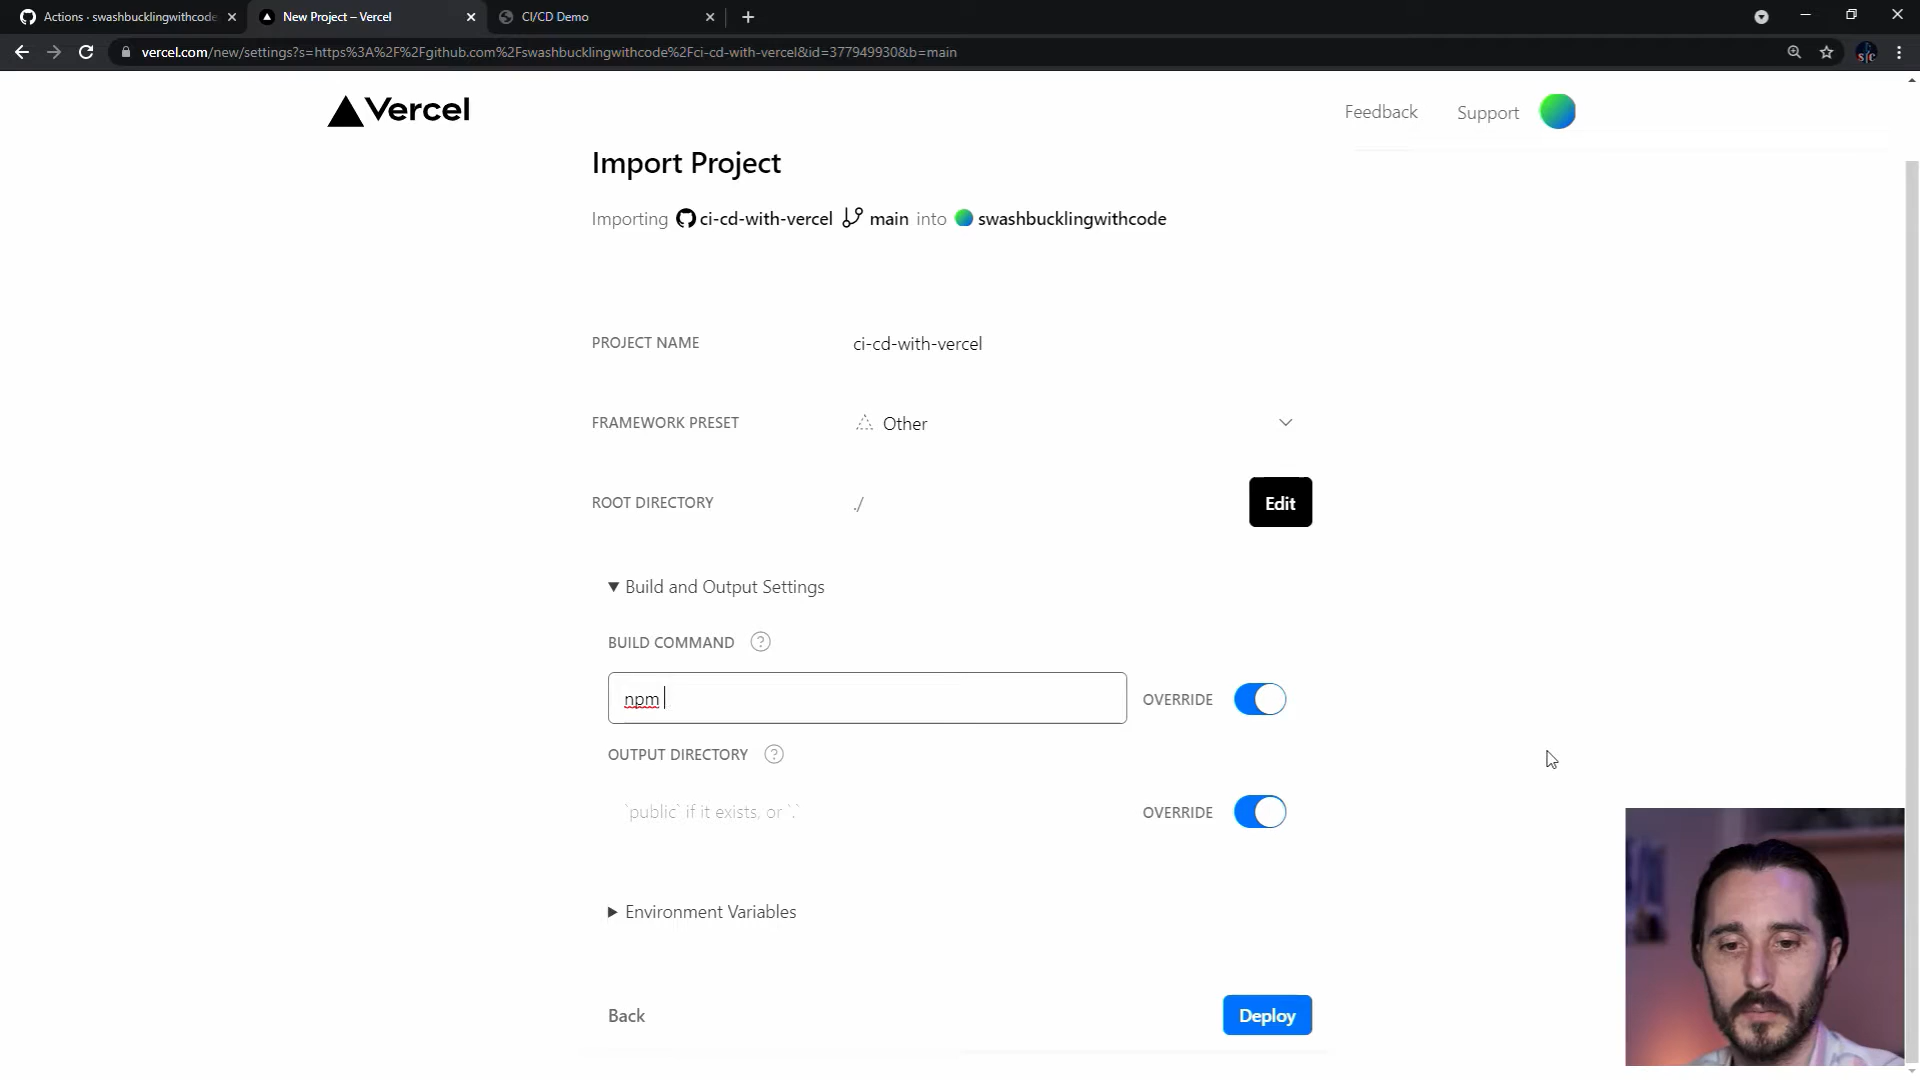 Actions · swashbucklingwithcode
New Project – Vercel
CI/CD Demo
vercel.com/new/settings?s=https%3A%2F%2Fgithub.com%2Fswashbucklingwithcode%2Fci-cd-with-vercel&id=377949930&b=main
Vercel
Feedback
Support
Import Project
Importing ci-cd-with-vercel main into swashbucklingwithcode
PROJECT NAME
ci-cd-with-vercel
FRAMEWORK PRESET
Other
ROOT DIRECTORY
./
Edit
Build and Output Settings
BUILD COMMAND ?
npm
OVERRIDE
OUTPUT DIRECTORY ?
`public` if it exists, or `.`
OVERRIDE
Environment Variables
Back
Deploy